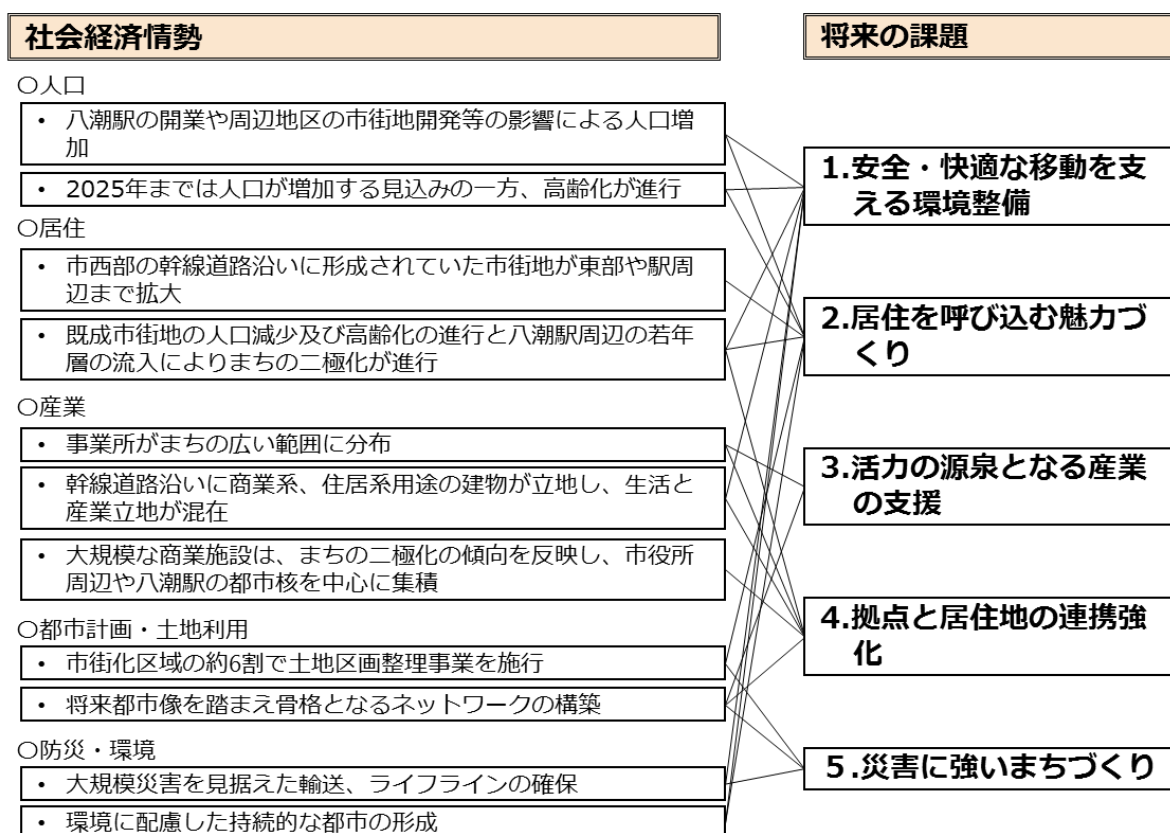 社会経済情勢
〇人口
• 八潮駅の開業や周辺地区の市街地開発等の影響による人口増
加
• 2025年までは人口が増加する見込みの一方、高齢化が進行
〇居住
• 市西部の幹線道路沿いに形成されていた市街地が東部や駅周
辺まで拡大
• 既成市街地の人口減少及び高齢化の進行と八潮駅周辺の若年
層の流入によりまちの二極化が進行
〇産業
• 事業所がまちの広い範囲に分布
• 幹線道路沿いに商業系、住居系用途の建物が立地し、生活と
産業立地が混在
• 大規模な商業施設は、まちの二極化の傾向を反映し、市役所
周辺や八潮駅の都市核を中心に集積
〇都市計画・土地利用
• 市街化区域の約6割で土地区画整理事業を施行
• 将来都市像を踏まえ骨格となるネットワークの構築
〇防災・環境
• 大規模災害を見据えた輸送、ライフラインの確保
• 環境に配慮した持続的な都市の形成
将来の課題
1.安全・快適な移動を支
える環境整備
2.居住を呼び込む魅力づ
くり
3.活力の源泉となる産業
の支援
4.拠点と居住地の連携強
化
５.災害に強いまちづくり